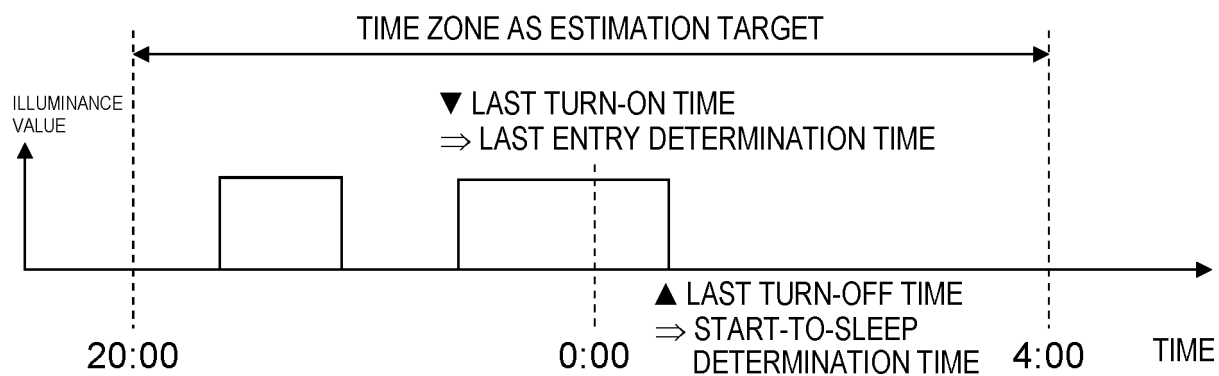 TIME ZONE AS ESTIMATION TARGET
ILLUMINANCE
VALUE
▼ LAST TURN-ON TIME
⇒ LAST ENTRY DETERMINATION TIME
▲ LAST TURN-OFF TIME
⇒ START-TO-SLEEP
DETERMINATION TIME
20:00
0:00
4:00
TIME